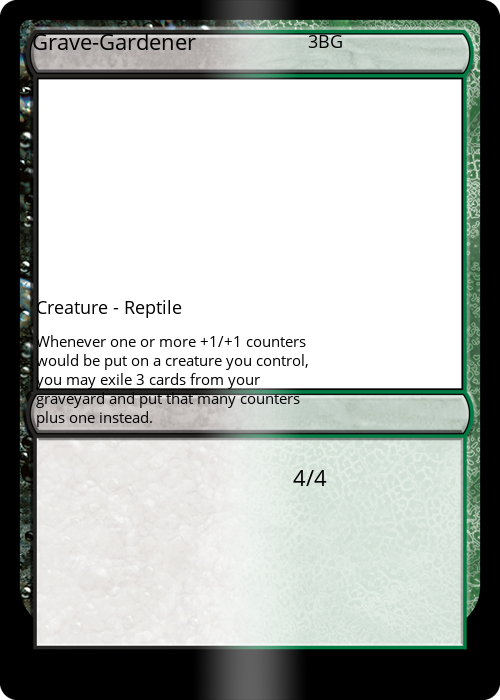 Grave-Gardener 3BG
Creature - Reptile
Whenever one or more +1/+1 counters
would be put on a creature you control,
you may exile 3 cards from your
graveyard and put that many counters
plus one instead.
4/4